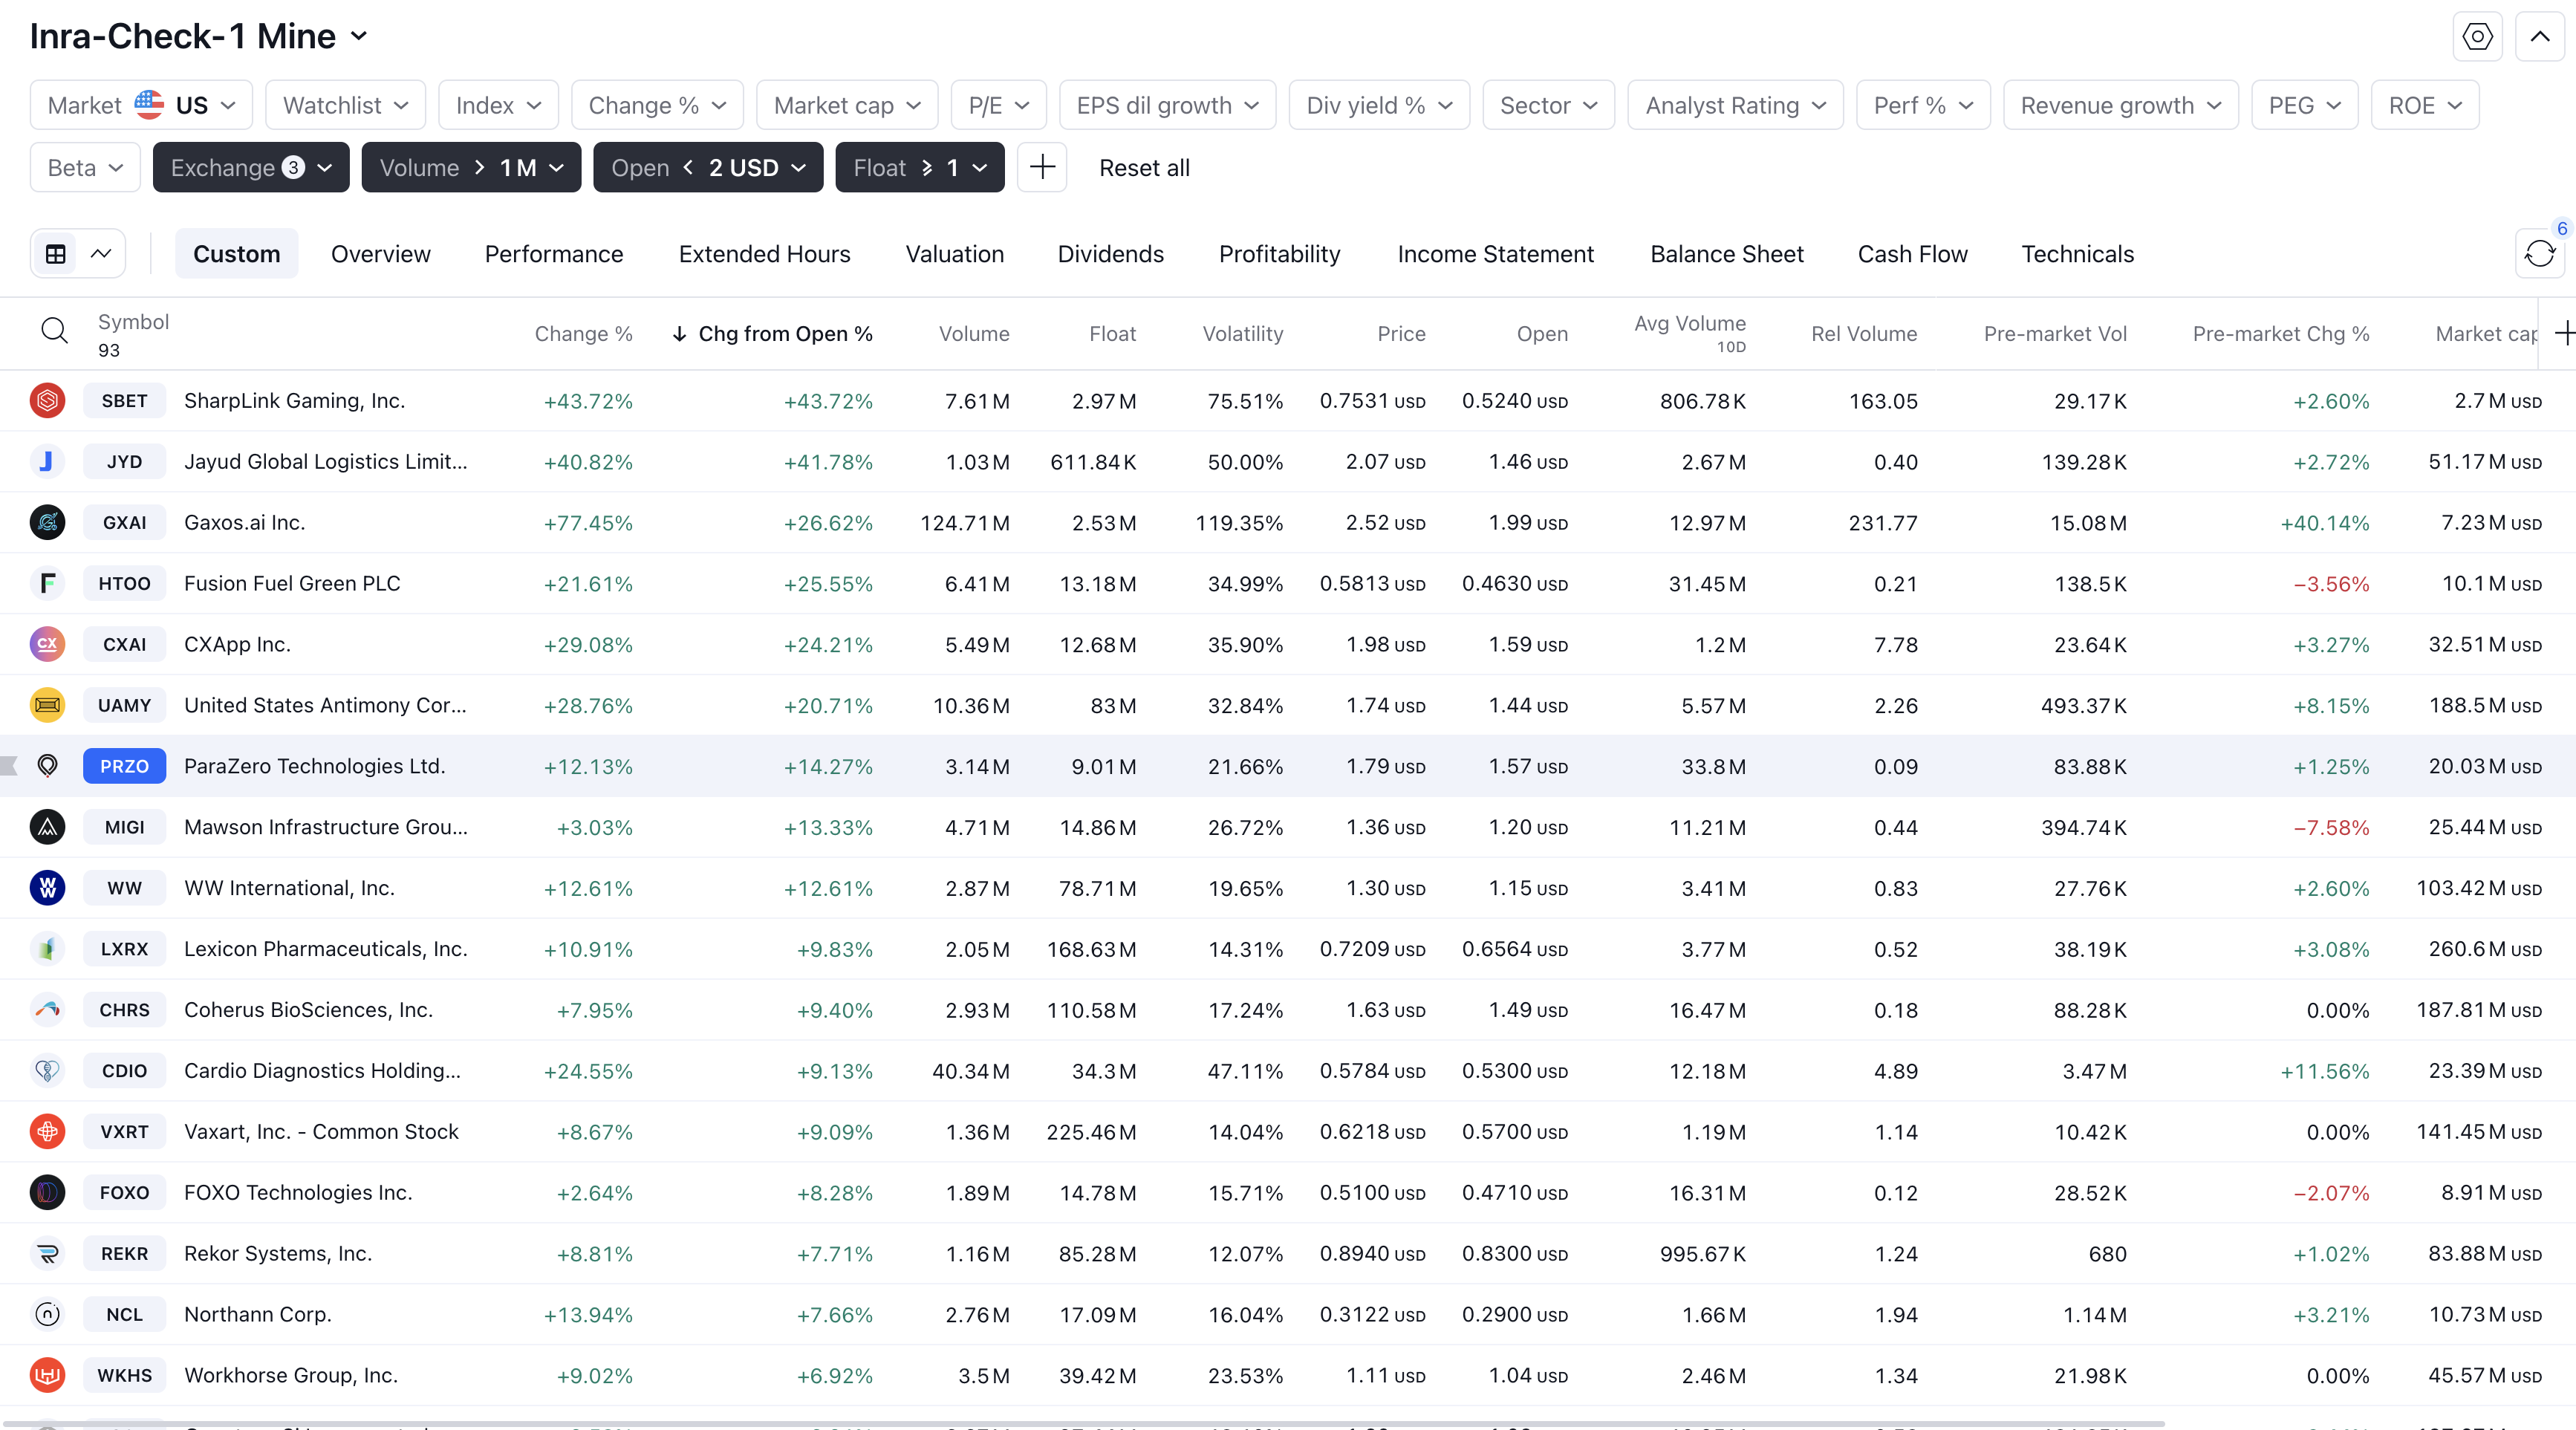 Inra-Check-1 Mine
Market US Watchlist Index Change % Market cap P/E EPS dil growth Div yield % Sector Analyst Rating Perf % Revenue growth PEG ROE
Beta Exchange 3 Volume > 1 M Open < 2 USD Float ⩾ 1 Reset all
Custom Overview Performance Extended Hours Valuation Dividends Profitability Income Statement Balance Sheet Cash Flow Technicals 6
Symbol 93 Change % ↓ Chg from Open % Volume Float Volatility Price Open Avg Volume 10D Rel Volume Pre-market Vol Pre-market Chg % Market cap
SBET SharpLink Gaming, Inc. +43.72% +43.72% 7.61 M 2.97 M 75.51% 0.7531 USD 0.5240 USD 806.78 K 163.05 29.17 K +2.60% 2.7 M USD
J JYD Jayud Global Logistics Limit... +40.82% +41.78% 1.03 M 611.84 K 50.00% 2.07 USD 1.46 USD 2.67 M 0.40 139.28 K +2.72% 51.17 M USD
GXAI Gaxos.ai Inc. +77.45% +26.62% 124.71 M 2.53 M 119.35% 2.52 USD 1.99 USD 12.97 M 231.77 15.08 M +40.14% 7.23 M USD
F HTOO Fusion Fuel Green PLC +21.61% +25.55% 6.41 M 13.18 M 34.99% 0.5813 USD 0.4630 USD 31.45 M 0.21 138.5 K −3.56% 10.1 M USD
CX CXAI CXApp Inc. +29.08% +24.21% 5.49 M 12.68 M 35.90% 1.98 USD 1.59 USD 1.2 M 7.78 23.64 K +3.27% 32.51 M USD
UAMY United States Antimony Cor... +28.76% +20.71% 10.36 M 83 M 32.84% 1.74 USD 1.44 USD 5.57 M 2.26 493.37 K +8.15% 188.5 M USD
PRZO ParaZero Technologies Ltd. +12.13% +14.27% 3.14 M 9.01 M 21.66% 1.79 USD 1.57 USD 33.8 M 0.09 83.88 K +1.25% 20.03 M USD
MIGI Mawson Infrastructure Grou... +3.03% +13.33% 4.71 M 14.86 M 26.72% 1.36 USD 1.20 USD 11.21 M 0.44 394.74 K −7.58% 25.44 M USD
WW WW WW International, Inc. +12.61% +12.61% 2.87 M 78.71 M 19.65% 1.30 USD 1.15 USD 3.41 M 0.83 27.76 K +2.60% 103.42 M USD
LXRX Lexicon Pharmaceuticals, Inc. +10.91% +9.83% 2.05 M 168.63 M 14.31% 0.7209 USD 0.6564 USD 3.77 M 0.52 38.19 K +3.08% 260.6 M USD
CHRS Coherus BioSciences, Inc. +7.95% +9.40% 2.93 M 110.58 M 17.24% 1.63 USD 1.49 USD 16.47 M 0.18 88.28 K 0.00% 187.81 M USD
CDIO Cardio Diagnostics Holding... +24.55% +9.13% 40.34 M 34.3 M 47.11% 0.5784 USD 0.5300 USD 12.18 M 4.89 3.47 M +11.56% 23.39 M USD
VXRT Vaxart, Inc. - Common Stock +8.67% +9.09% 1.36 M 225.46 M 14.04% 0.6218 USD 0.5700 USD 1.19 M 1.14 10.42 K 0.00% 141.45 M USD
FOXO FOXO Technologies Inc. +2.64% +8.28% 1.89 M 14.78 M 15.71% 0.5100 USD 0.4710 USD 16.31 M 0.12 28.52 K −2.07% 8.91 M USD
REKR Rekor Systems, Inc. +8.81% +7.71% 1.16 M 85.28 M 12.07% 0.8940 USD 0.8300 USD 995.67 K 1.24 680 +1.02% 83.88 M USD
n NCL Northann Corp. +13.94% +7.66% 2.76 M 17.09 M 16.04% 0.3122 USD 0.2900 USD 1.66 M 1.94 1.14 M +3.21% 10.73 M USD
WKHS Workhorse Group, Inc. +9.02% +6.92% 3.5 M 39.42 M 23.53% 1.11 USD 1.04 USD 2.46 M 1.34 21.98 K 0.00% 45.57 M USD